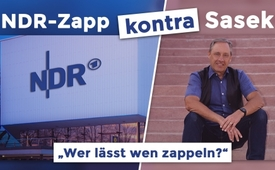 NDR-Zapp kontra Sasek
NDR
„Wer lässt wen zappeln?“